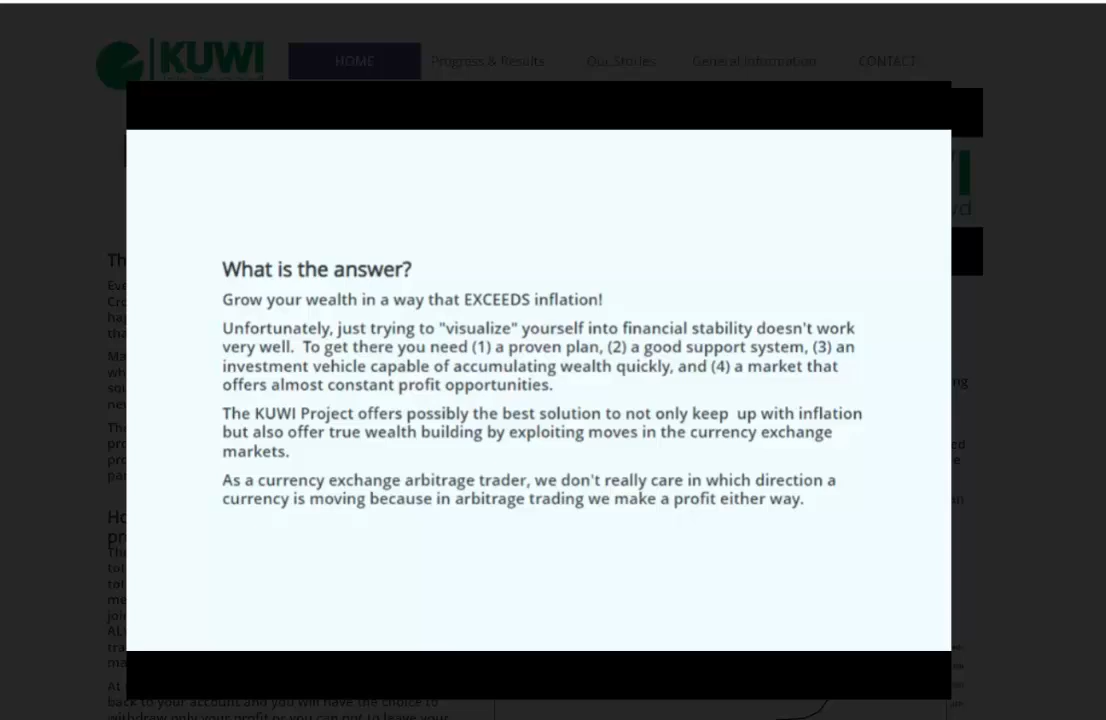 KUWI
HOME
Progress & Results
Our Stories
General Information
CONTACT
What is the answer?
Grow your wealth in a way that EXCEEDS inflation!
Unfortunately, just trying to "visualize" yourself into financial stability doesn't work
very well. To get there you need (1) a proven plan, (2) a good support system, (3) an
investment vehicle capable of accumulating wealth quickly, and (4) a market that
offers almost constant profit opportunities.
The KUWI Project offers possibly the best solution to not only keep up with inflation
but also offer true wealth building by exploiting moves in the currency exchange
markets.
As a currency exchange arbitrage trader, we don't really care in which direction a
currency is moving because in arbitrage trading we make a profit either way.
back to your account and you will have the choice to
withdraw only your profit or you can opt to leave your